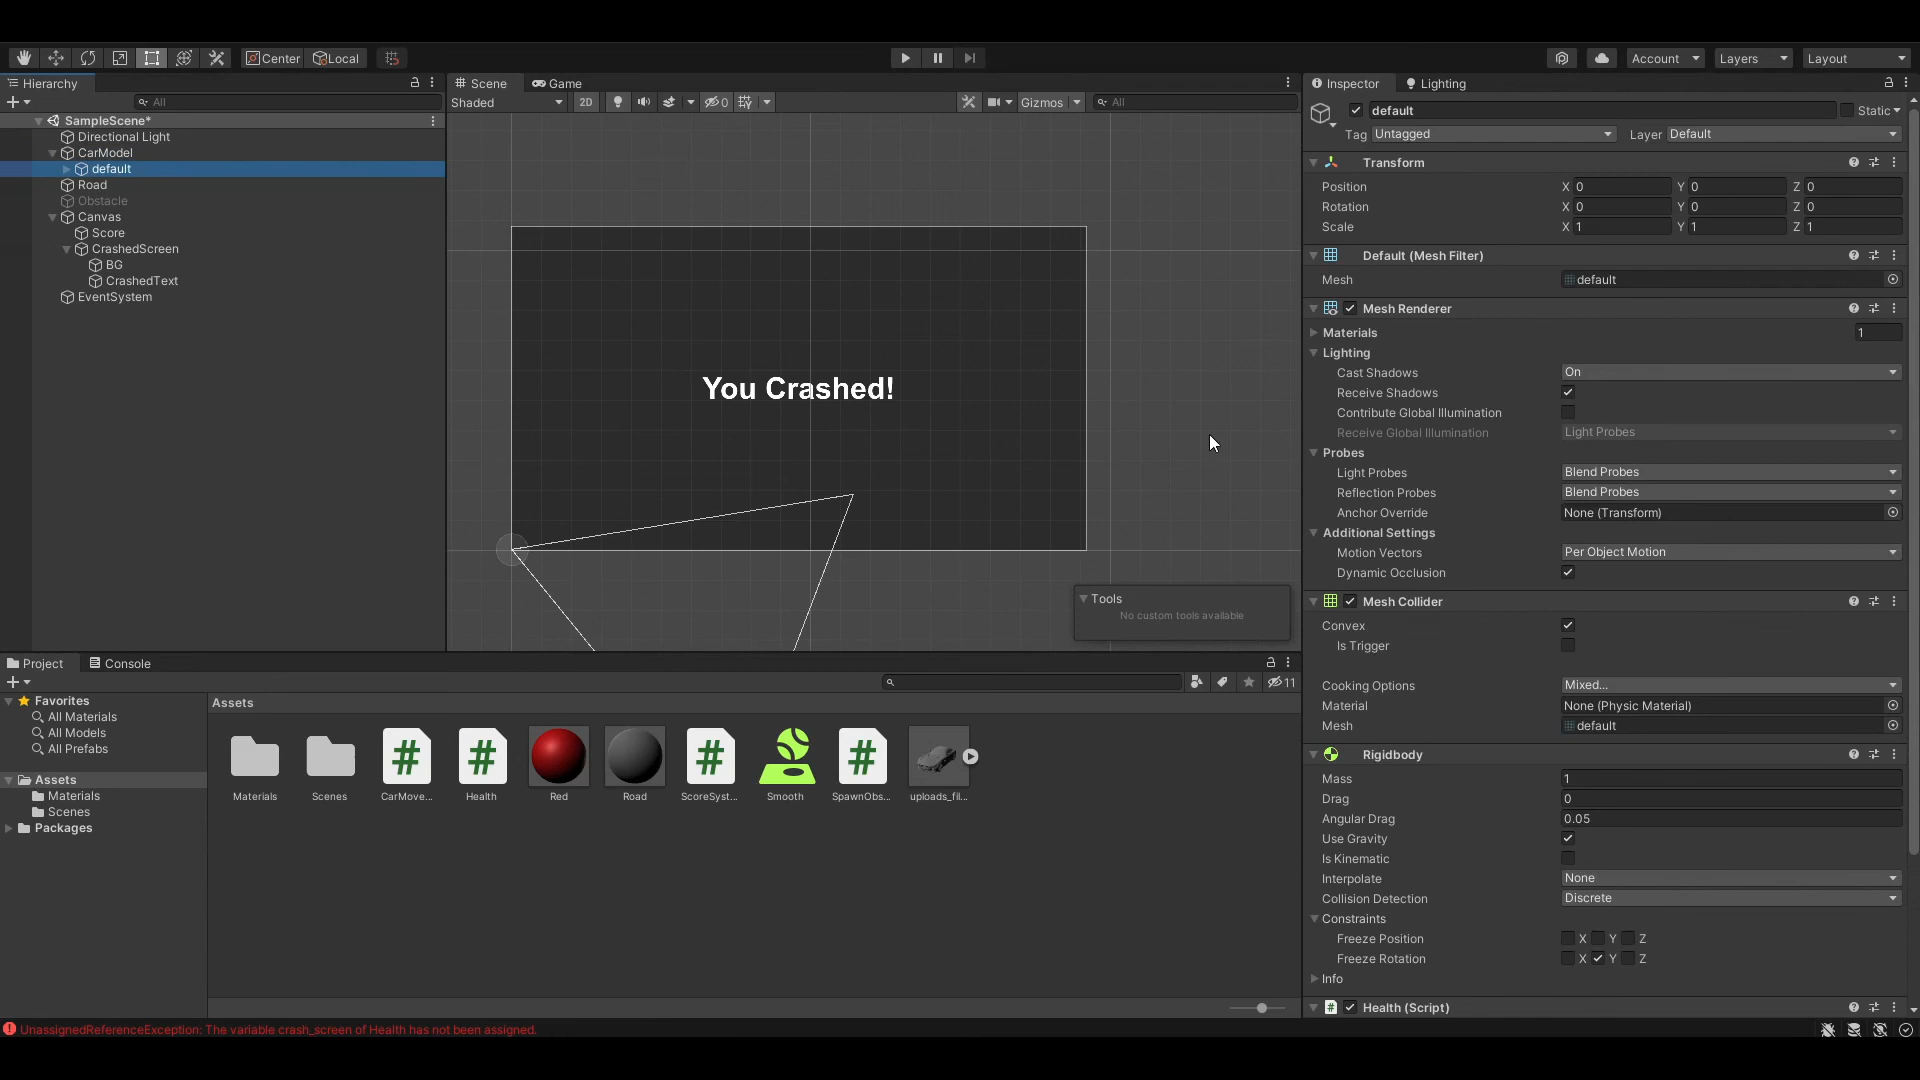 Center
Local
Account
Layers
Layout
Hierarchy
All
SampleScene*
Directional Light
CarModel
default
Road
Obstacle
Canvas
Score
CrashedScreen
BG
CrashedText
EventSystem
Scene
Game
Shaded
2D
0
Gizmos
All
You Crashed!
Tools
No custom tools available
Inspector
Lighting
default
Static
Tag
Untagged
Layer
Default
Transform
Position
X 0 Y 0 Z 0
Rotation
X 0 Y 0 Z 0
Scale
X 1 Y 1 Z 1
Default (Mesh Filter)
Mesh
default
Mesh Renderer
Materials
1
Lighting
Cast Shadows
On
Receive Shadows
Contribute Global Illumination
Receive Global Illumination
Light Probes
Probes
Light Probes
Blend Probes
Reflection Probes
Blend Probes
Anchor Override
None (Transform)
Additional Settings
Motion Vectors
Per Object Motion
Dynamic Occlusion
Mesh Collider
Convex
Is Trigger
Cooking Options
Mixed...
Material
None (Physic Material)
Mesh
default
Rigidbody
Mass
1
Drag
0
Angular Drag
0.05
Use Gravity
Is Kinematic
Interpolate
None
Collision Detection
Discrete
Constraints
Freeze Position
X Y Z
Freeze Rotation
X Y Z
Info
Health (Script)
Project
Console
11
Favorites
All Materials
All Models
All Prefabs
Assets
Materials
Scenes
Packages
Assets
Materials
Scenes
CarMove...
Health
Red
Road
ScoreSyst...
Smooth
SpawnObs...
uploads_fil...
UnassignedReferenceException: The variable crash_screen of Health has not been assigned.